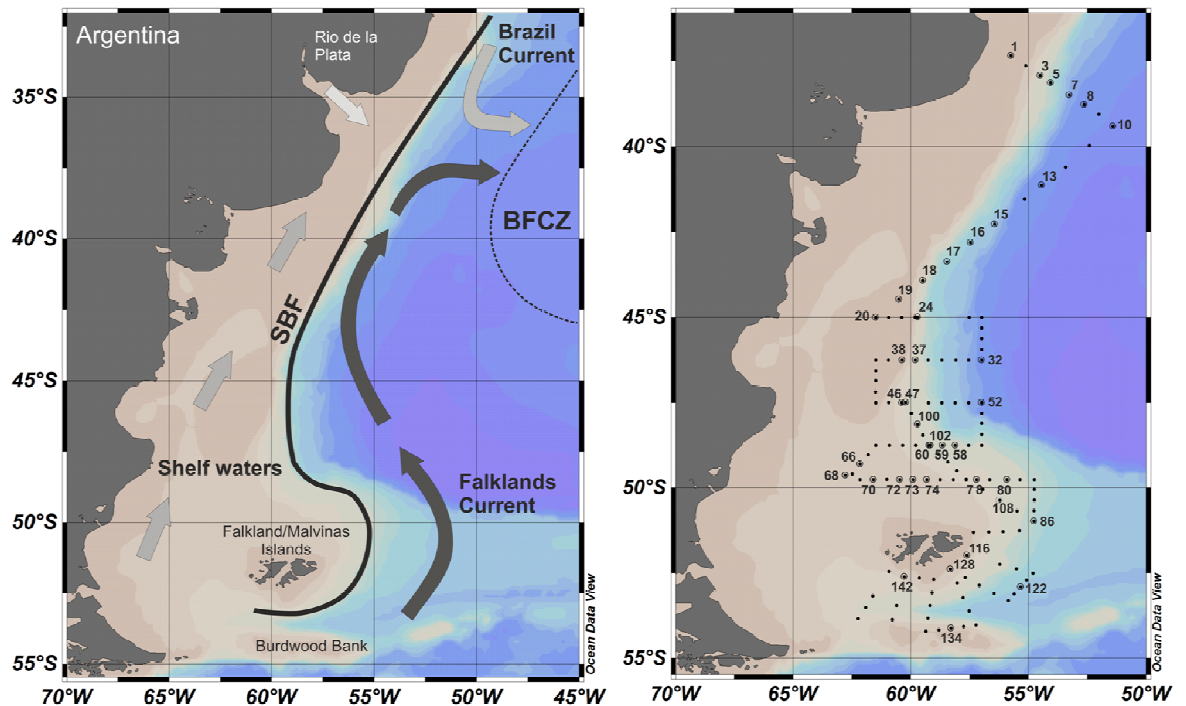 Argentina
Rio de la
Plata
Brazil
Current
35°S
40°S
BFCZ
SBF
45°S
Shelf waters
Falklands
Current
50°S
Falkland/Malvinas
Islands
Burdwood Bank
55°S
Ocean Data View
70°W 65°W 60°W 55°W 50°W 45°W
1
3
5
7
8
10
40°S
13
15
16
17
18
19
24
20
45°S
38 37
32
46 47
52
100
102
60 59 58
66
68
70 72 73 74 78 80
50°S
108
86
116
128
142
122
134
55°S
Ocean Data View
70°W 65°W 60°W 55°W 50°W